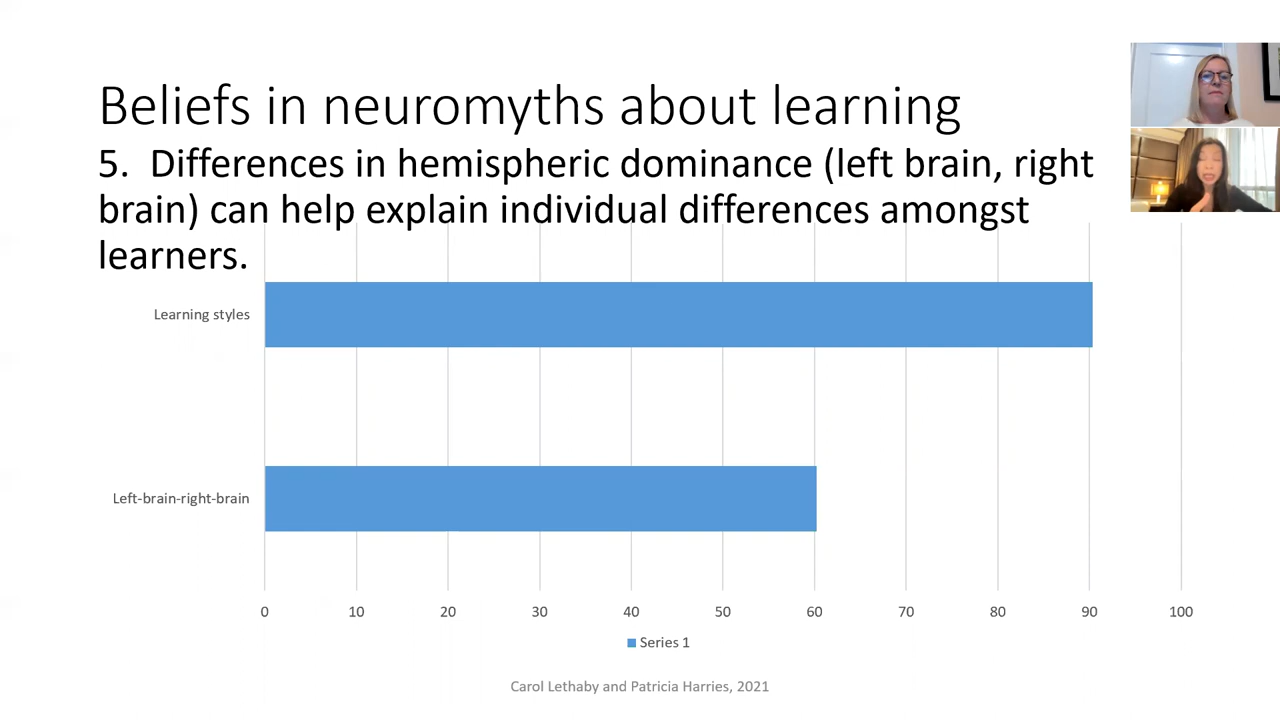 Beliefs in neuromyths about learning
5. Differences in hemispheric dominance (left brain, right
brain) can help explain individual differences amongst
learners.
Learning styles
Left-brain-right-brain
0 10 20 30 40 50 60 70 80 90 100
Series 1
Carol Lethaby and Patricia Harries, 2021